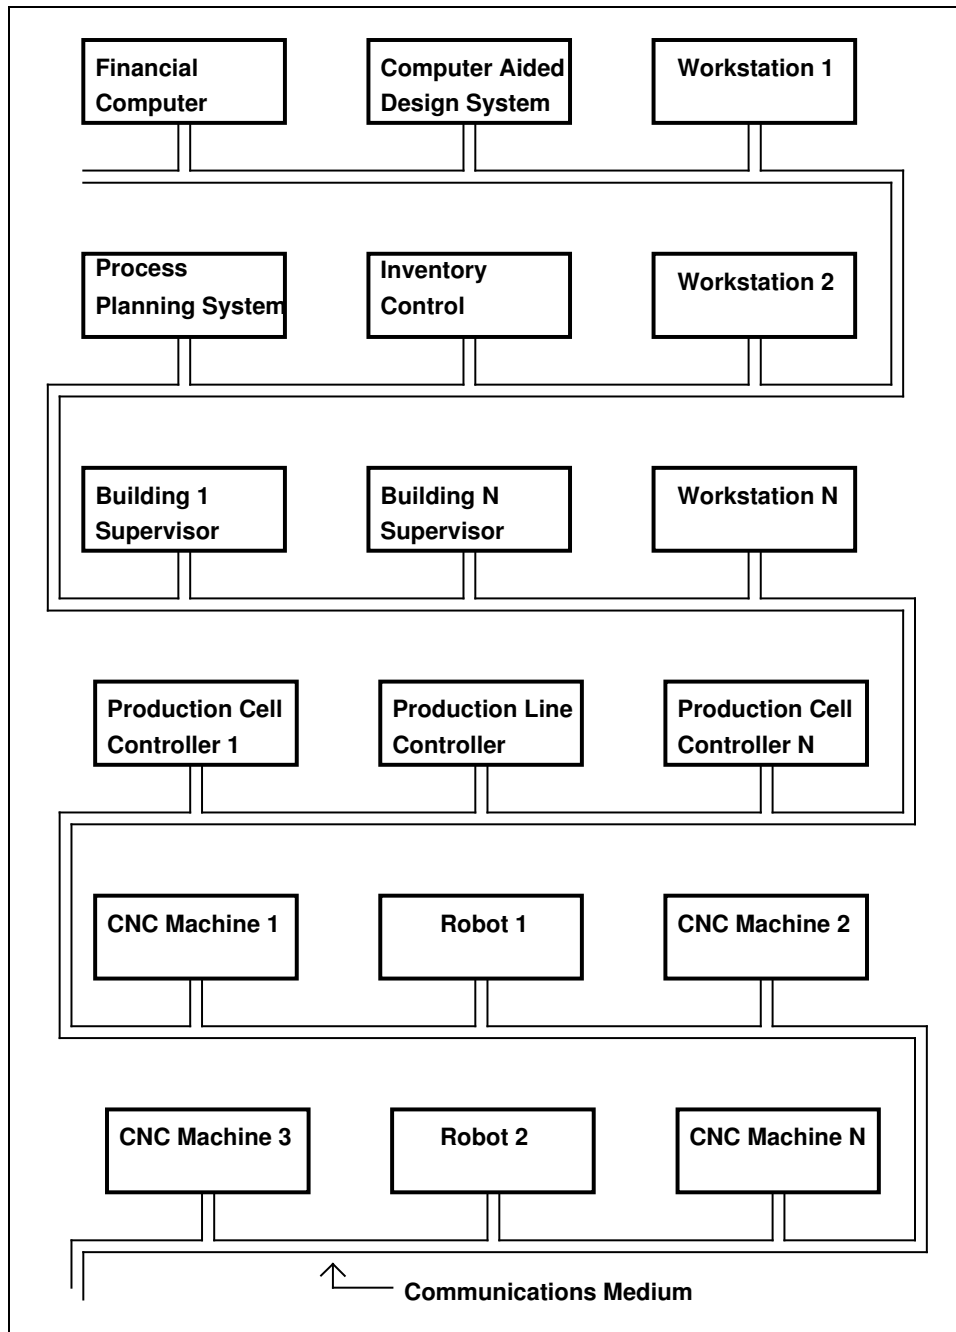 Financial
Computer
Computer Aided
Design System
Workstation 1
Process
Planning System
Inventory
Control
Workstation 2
Building 1
Supervisor
Building N
Supervisor
Workstation N
Production Cell
Controller 1
Production Line
Controller
Production Cell
Controller N
CNC Machine 1
Robot 1
CNC Machine 2
CNC Machine 3
Robot 2
CNC Machine N
Communications Medium